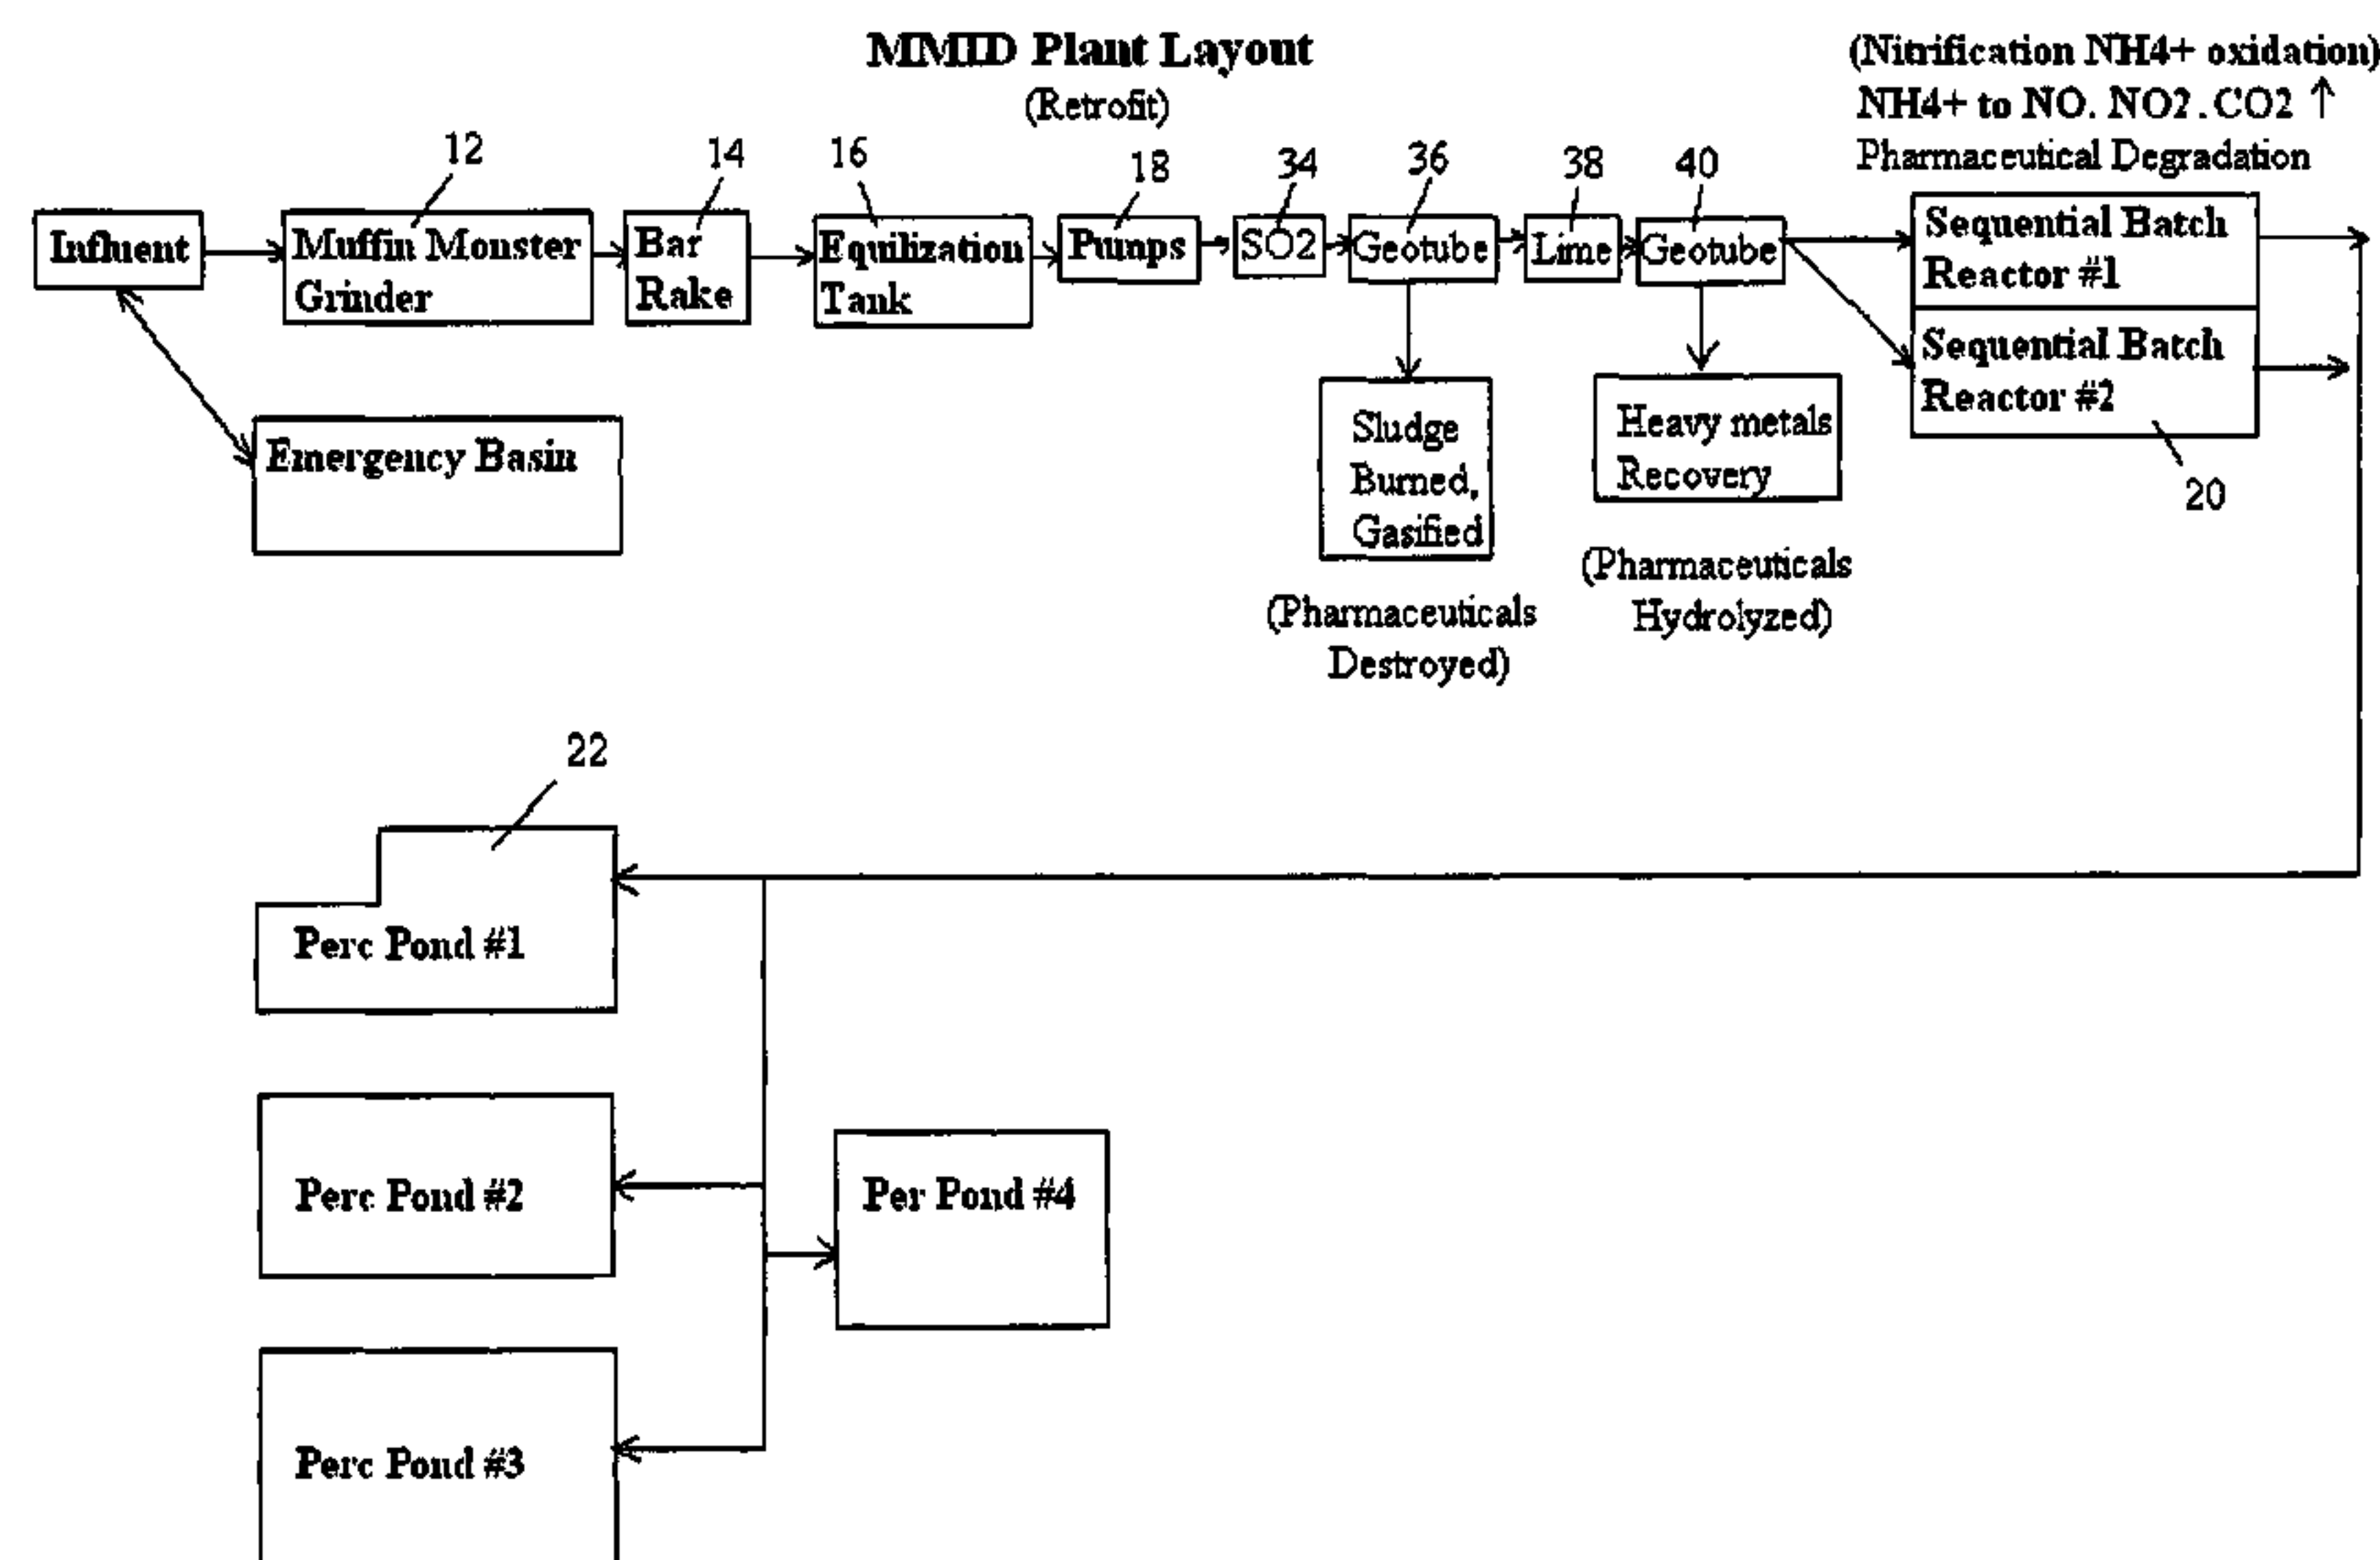 MMID Plant Layout
(Retrofit)
(Nitrification NH4+ oxidation)
NH4+ to NO. NO2. CO2 ↑
Pharmaceutical Degradation
12
14
16
18
34
36
38
40
Influent
Muffin Monster
Grinder
Bar
Rake
Equilization
Tank
Pumps
SO2
Geotube
Lime
Geotube
Sequential Batch
Reactor #1
Sequential Batch
Reactor #2
20
Emergency Basin
Sludge
Burned,
Gasified
(Pharmaceuticals
Destroyed)
Heavy metals
Recovery
(Pharmaceuticals
Hydrolyzed)
22
Perc Pond #1
Perc Pond #2
Per Pond #4
Perc Pond #3